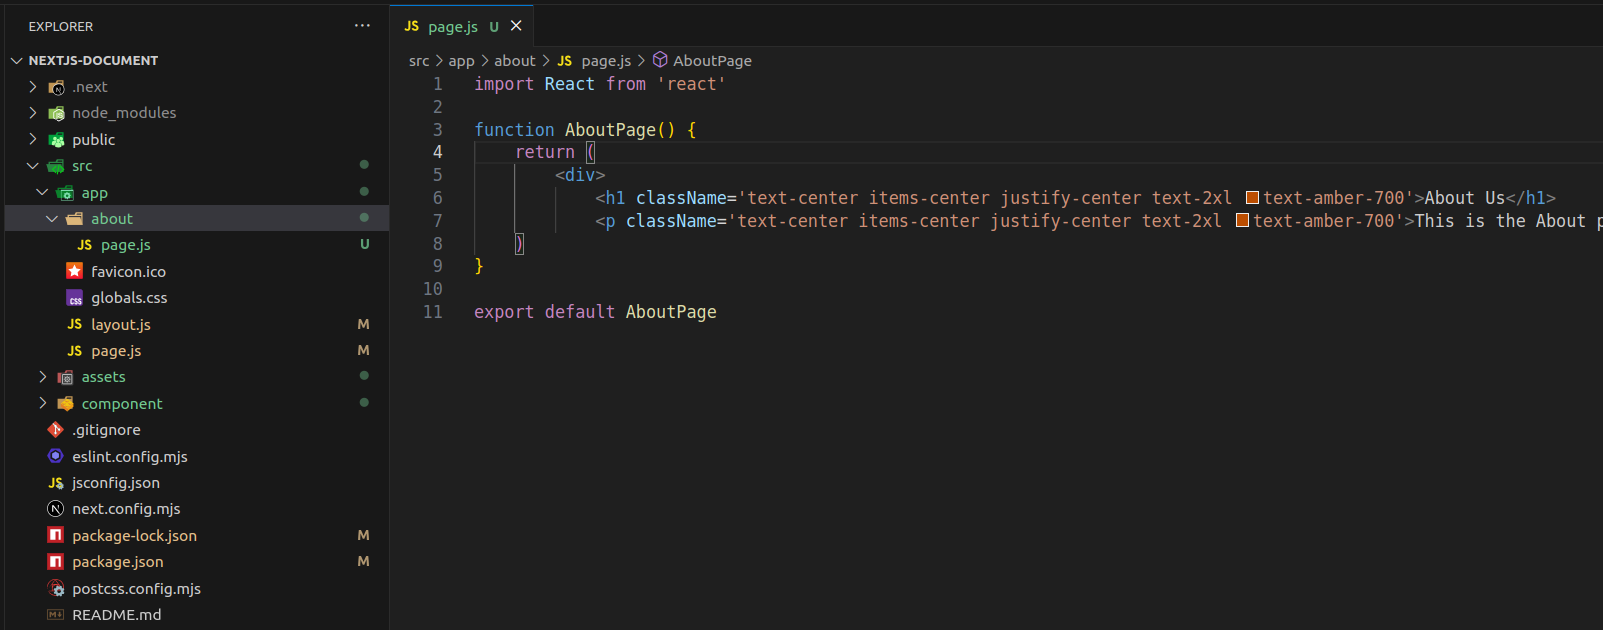 EXPLORER
NEXTJS-DOCUMENT
.next
node_modules
public
src
app
about
page.js U
favicon.ico
globals.css
JS layout.js M
JS page.js M
assets
component
.gitignore
eslint.config.mjs
jsconfig.json
next.config.mjs
package-lock.json M
package.json M
postcss.config.mjs
README.md
JS page.js U
src > app > about > JS page.js > AboutPage
1 import React from 'react'
2
3 function AboutPage() {
4 return (
5 <div>
6 <h1 className='text-center items-center justify-center text-2xl text-amber-700'>About Us</h1>
7 <p className='text-center items-center justify-center text-2xl text-amber-700'>This is the About p
8 )
9 }
10
11 export default AboutPage